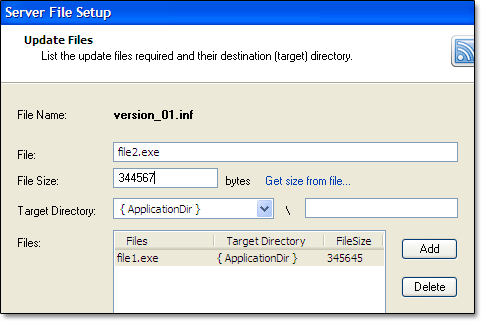 Server File Setup
Update Files
List the update files required and their destination (target) directory.
File Name: version_01.inf
File: file2.exe
File Size: 344567 bytes Get size from file...
Target Directory: { ApplicationDir } \
Files: Files Target Directory FileSize
file1.exe { ApplicationDir } 345645
Add
Delete